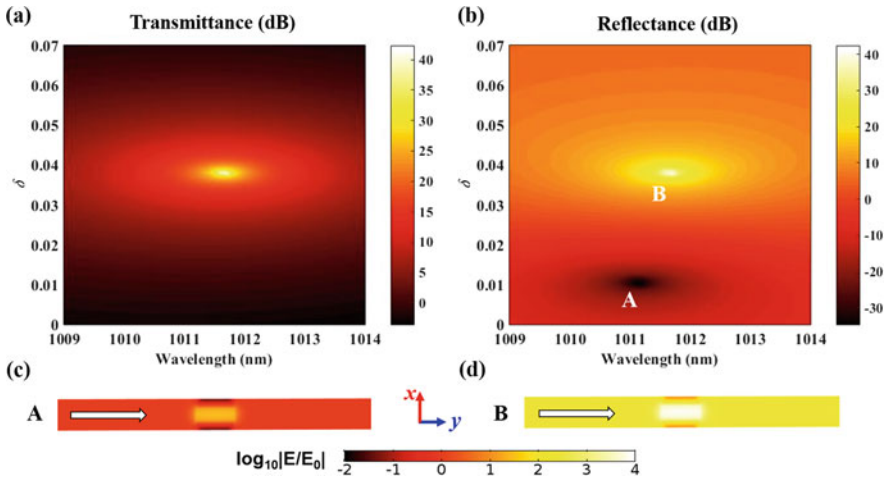 (a) Transmittance (dB)
0.07
0.06
0.05
0.04
0.03
0.02
0.01
0
δ
1009 1010 1011 1012 1013 1014
Wavelength (nm)
40
35
30
25
20
15
10
5
0
(b) Reflectance (dB)
0.07
0.06
0.05
0.04
0.03
0.02
0.01
0
δ
B
A
1009 1010 1011 1012 1013 1014
Wavelength (nm)
40
30
20
10
0
-10
-20
-30
(c)
A
x
y
(d)
B
log10|E/E0|
-2 -1 0 1 2 3 4